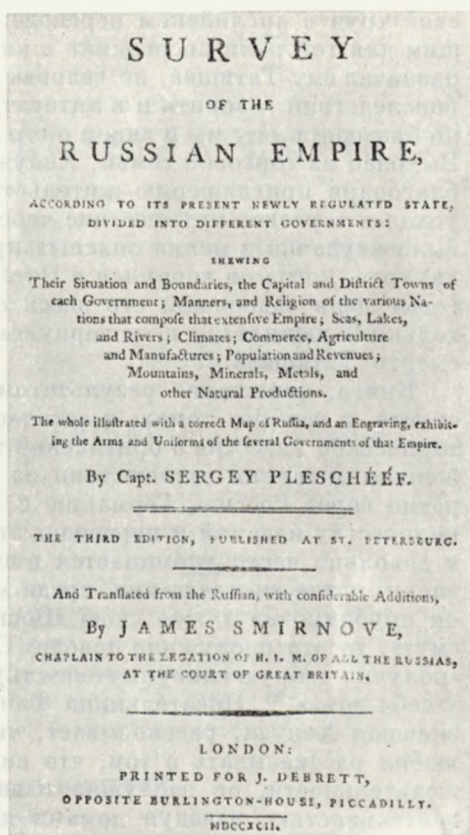 SURVEY
OF THE
RUSSIAN EMPIRE,
ACCORDING TO ITS PRESENT NEWLY REGULATED STATE,
DIVIDED INTO DIFFERENT GOVERNMENTS:
SHEWING
Their Situation and Boundaries, the Capital and Diſtrict Towns of
each Government; Manners, and Religion of the various Na-
tions that compoſe that extenſive Empire; Seas, Lakes,
and Rivers; Climates; Commerce, Agriculture
and Manufactures; Population and Revenues;
Mountains, Minerals, Metals, and
other Natural Productions.
The whole illuſtrated with a correct Map of Ruſſia, and an Engraving, exhibit-
ing the Arms and Uniforms of the ſeveral Governments of that Empire.
By Capt. SERGEY PLESCHÉÉF.
THE THIRD EDITION, PUBLISHED AT ST. PETERSBURG.
And Tranſlated from the Ruſſian, with conſiderable Additions,
By JAMES SMIRNOVE,
CHAPLAIN TO THE LEGATION OF H. I. M. OF ALL THE RUSSIAS,
AT THE COURT OF GREAT BRITAIN.
LONDON:
PRINTED FOR J. DEBRETT,
OPPOSITE BURLINGTON-HOUSE, PICCADILLY.
MDCCXCII.